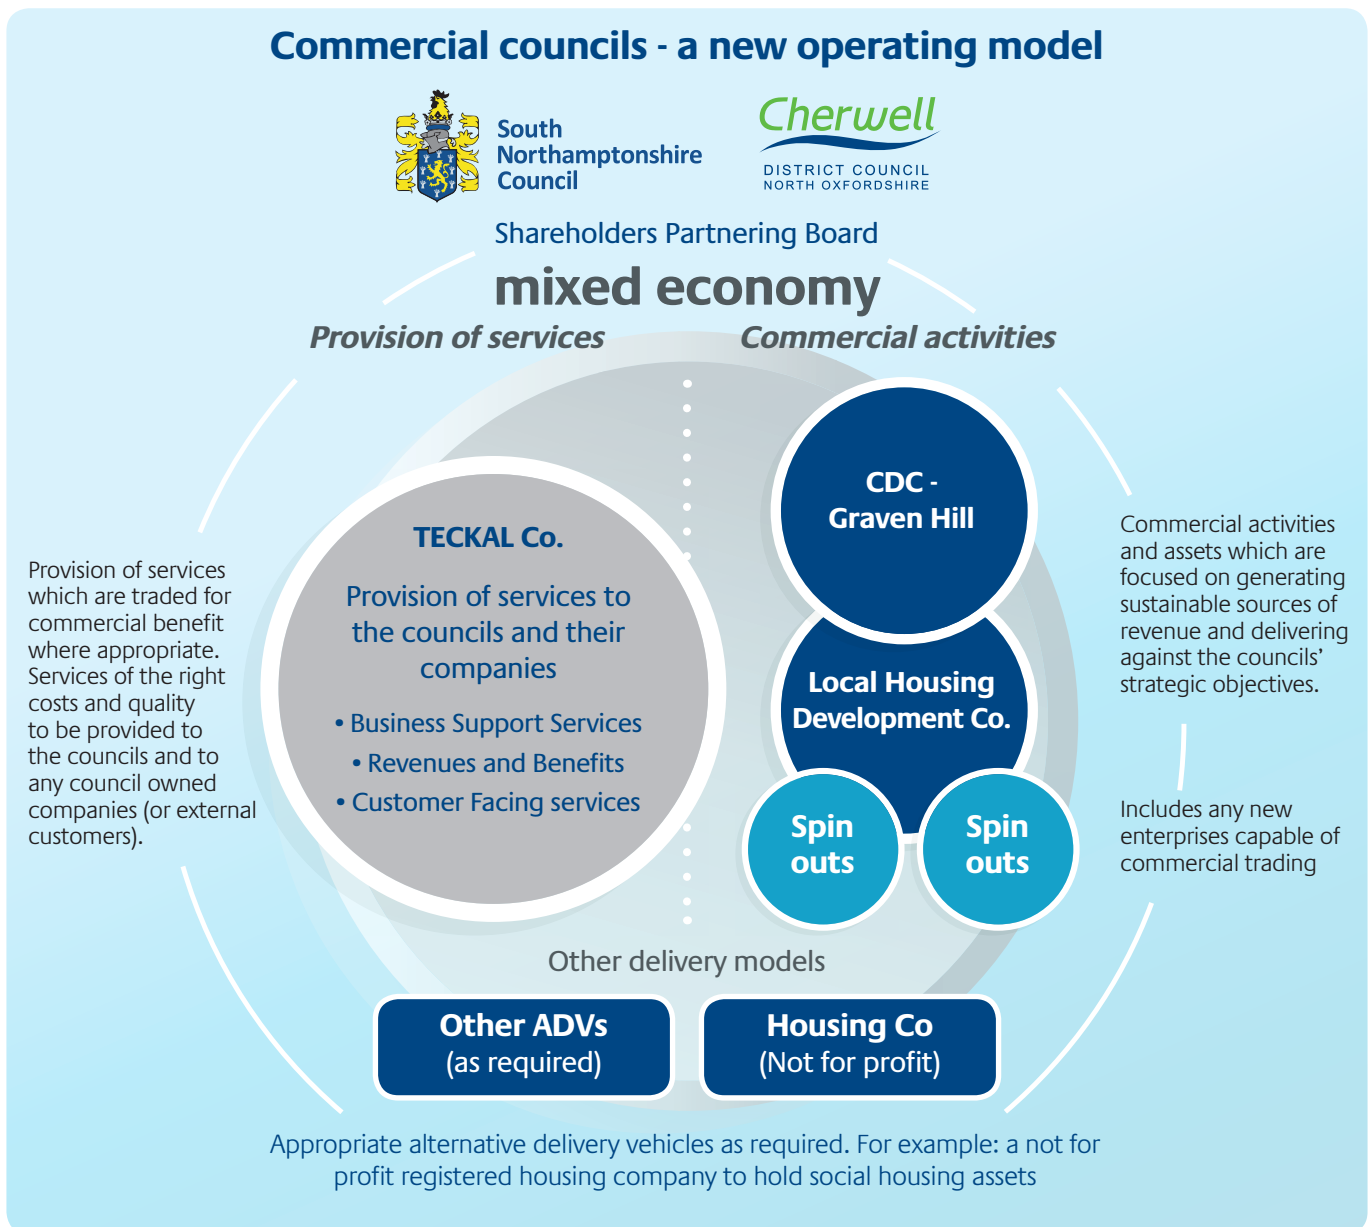 Commercial councils - a new operating model
South
Northamptonshire
Council
Cherwell
DISTRICT COUNCIL
NORTH OXFORDSHIRE
Shareholders Partnering Board
mixed economy
Provision of services
Commercial activities
Provision of services
which are traded for
commercial benefit
where appropriate.
Services of the right
costs and quality
to be provided to
the councils and to
any council owned
companies (or external
customers).
TECKAL Co.
Provision of services to
the councils and their
companies
• Business Support Services
• Revenues and Benefits
• Customer Facing services
CDC -
Graven Hill
Local Housing
Development Co.
Spin
outs
Spin
outs
Commercial activities
and assets which are
focused on generating
sustainable sources of
revenue and delivering
against the councils’
strategic objectives.
Includes any new
enterprises capable of
commercial trading
Other delivery models
Other ADVs
(as required)
Housing Co
(Not for profit)
Appropriate alternative delivery vehicles as required. For example: a not for
profit registered housing company to hold social housing assets